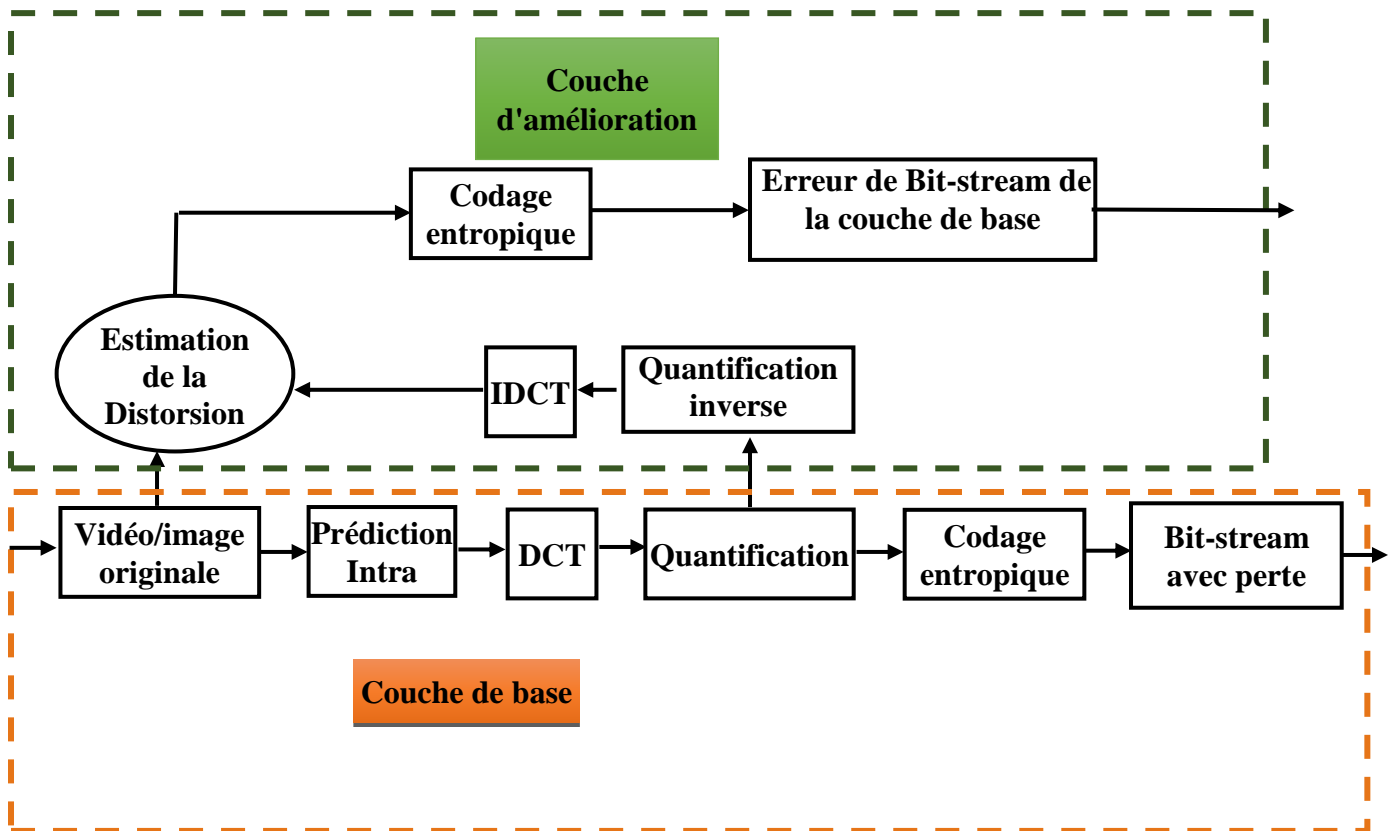 Couche
d'amélioration
Codage
entropique
Erreur de Bit-stream de
la couche de base
Estimation
de la
Distorsion
IDCT
Quantification
inverse
Vidéo/image
originale
Prédiction
Intra
DCT
Quantification
Codage
entropique
Bit-stream
avec perte
Couche de base